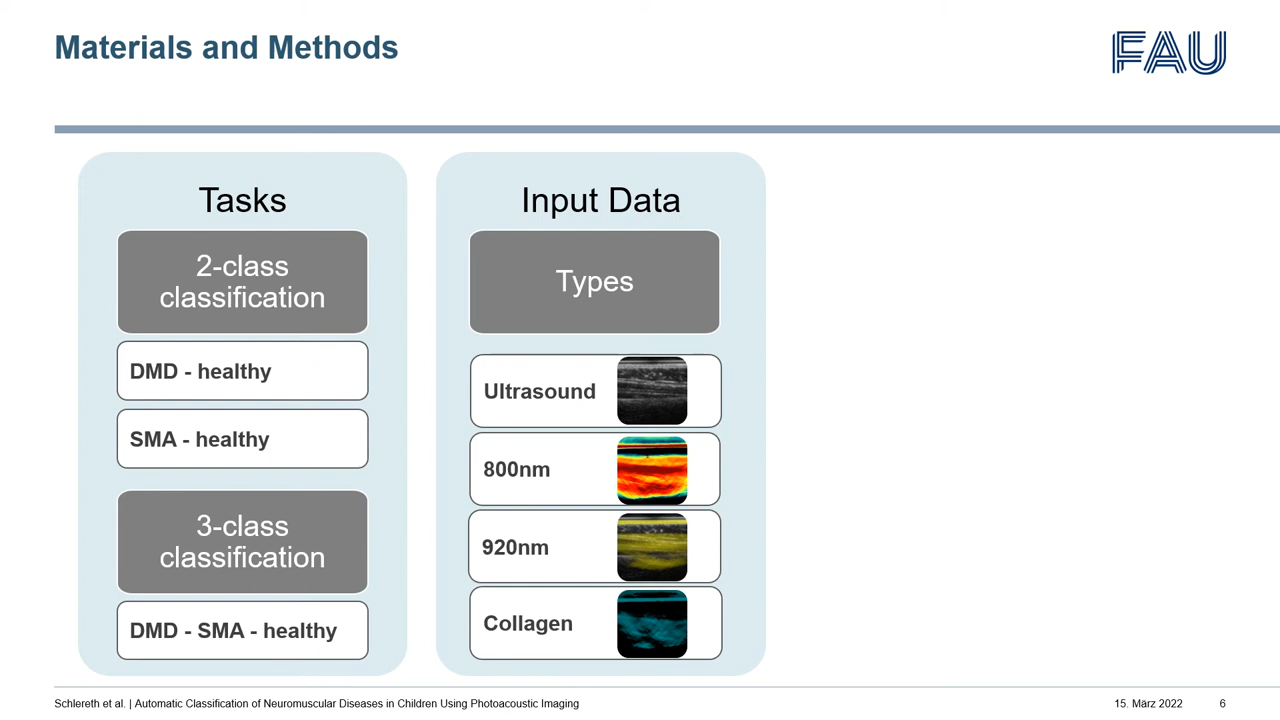 Materials and Methods
FAU
Tasks
2-class
classification
DMD - healthy
SMA - healthy
3-class
classification
DMD - SMA - healthy
Input Data
Types
Ultrasound
800nm
920nm
Collagen
Schlereth et al. | Automatic Classification of Neuromuscular Diseases in Children Using Photoacoustic Imaging
15. März 2022
6